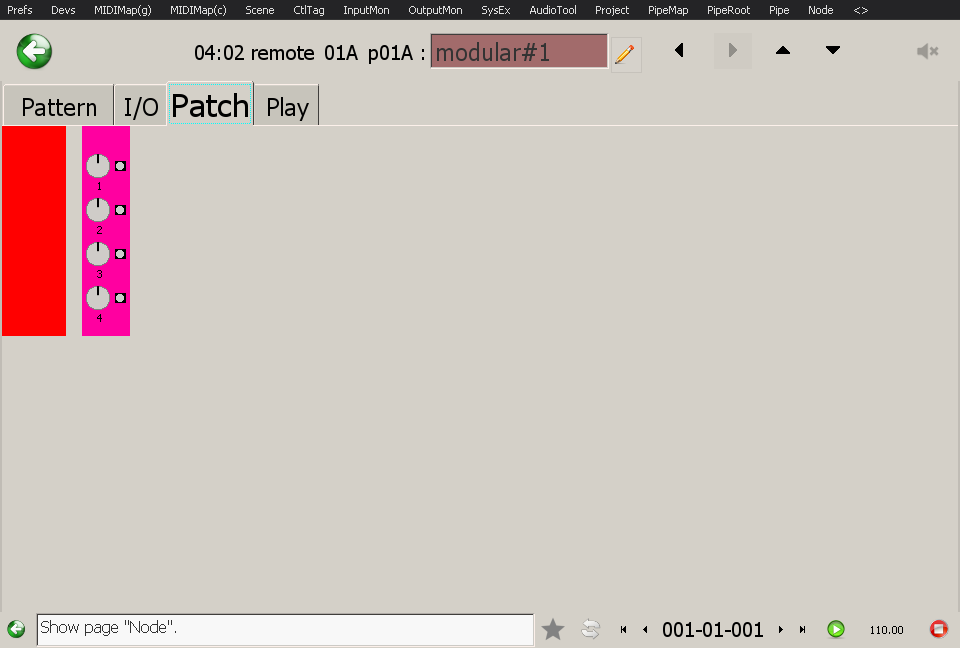 Prefs Devs MIDIMap(g) MIDIMap(c) Scene CtlTag InputMon OutputMon SysEx AudioTool Project PipeMap PipeRoot Pipe Node <>
04:02 remote 01A p01A : modular#1
Pattern I/O Patch Play
1
2
3
4
Show page "Node". 001-01-001 110.00